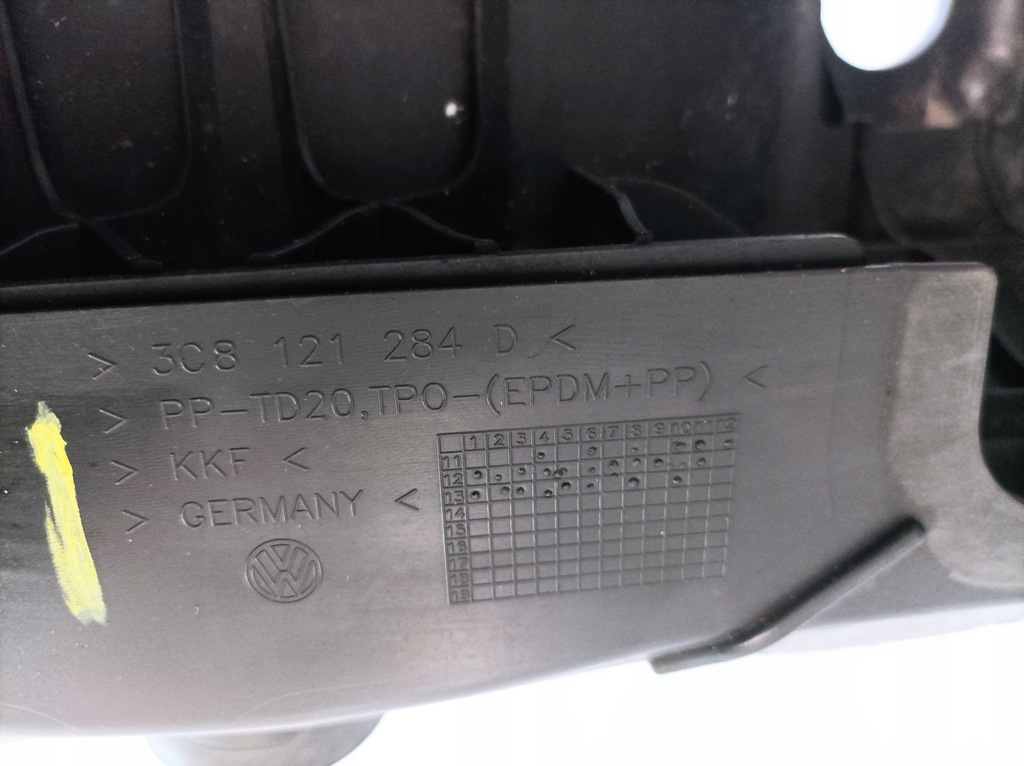 > 3C8 121 284 D <
> PP-TD20,TPO-(EPDM+PP) <
> KKF <
> GERMANY <
VW
1 2 3 4 5 6 7 8 9 10 11 12
11
12
13
14
15
16
17
18
19